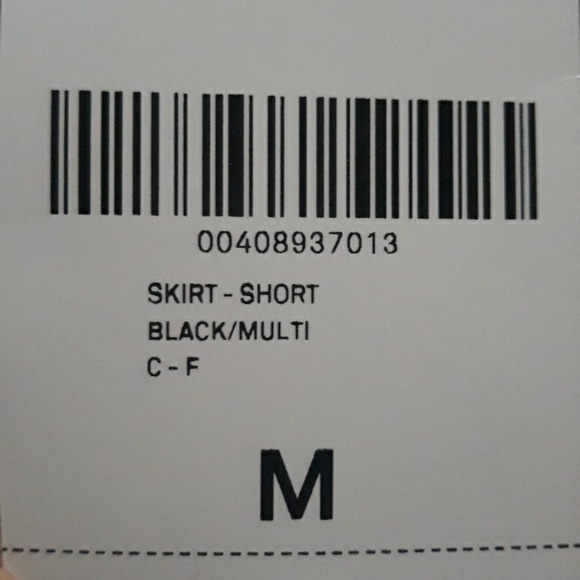 00408937013
SKIRT - SHORT
BLACK/MULTI
C - F
M